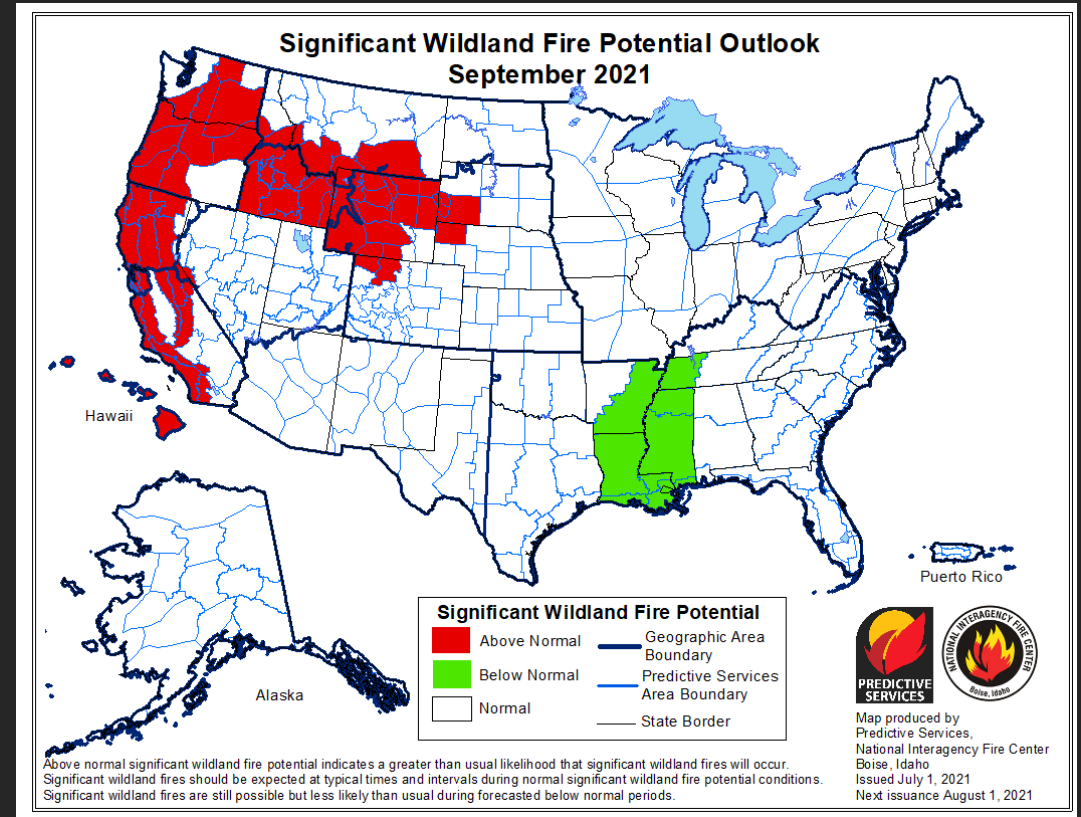 Significant Wildland Fire Potential Outlook
September 2021
Hawaii
Alaska
Puerto Rico
Significant Wildland Fire Potential
Above Normal
Below Normal
Normal
Geographic Area
Boundary
Predictive Services
Area Boundary
State Border
PREDICTIVE
SERVICES
NATIONAL INTERAGENCY FIRE CENTER
Boise, Idaho
Map produced by
Predictive Services,
National Interagency Fire Center
Boise, Idaho
Issued July 1, 2021
Next issuance August 1, 2021
Above normal significant wildland fire potential indicates a greater than usual likelihood that significant wildland fires will occur.
Significant wildland fires should be expected at typical times and intervals during normal significant wildland fire potential conditions.
Significant wildland fires are still possible but less likely than usual during forecasted below normal periods.